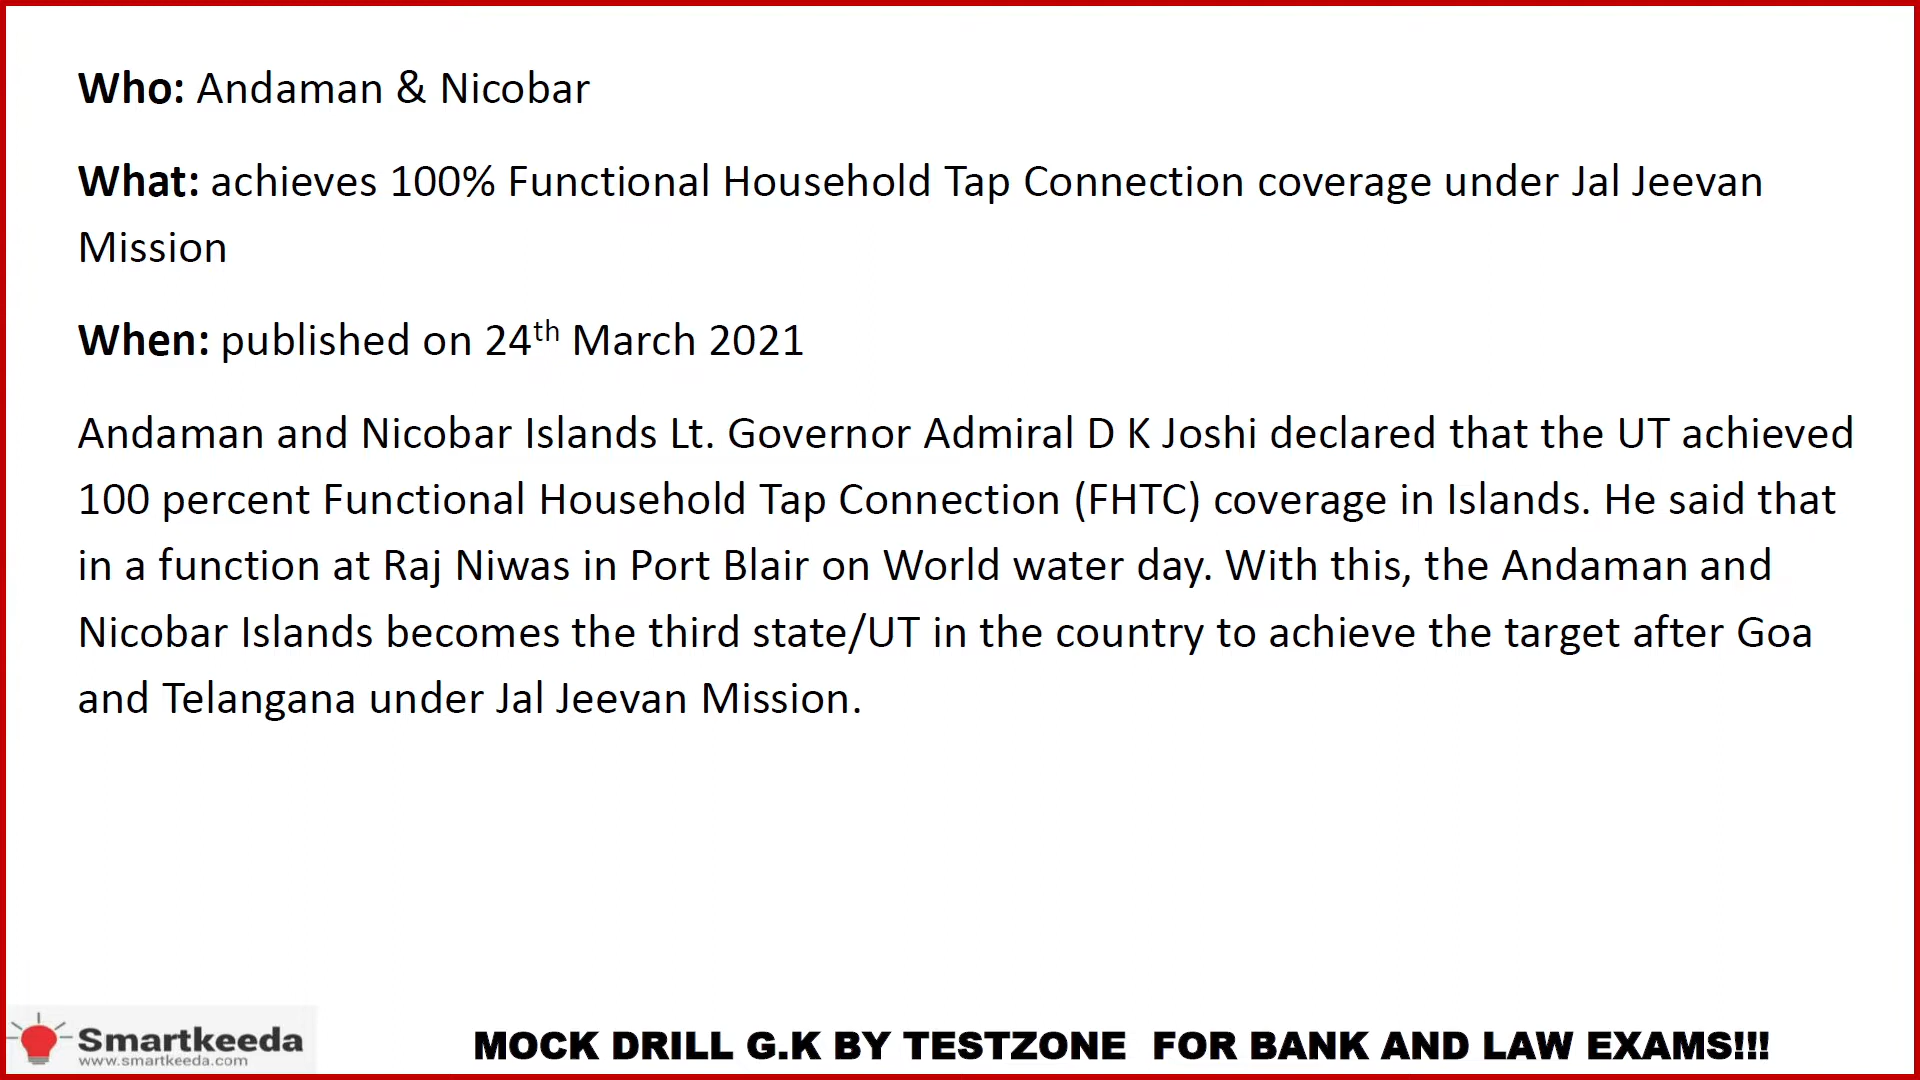 Who: Andaman & Nicobar
What: achieves 100% Functional Household Tap Connection coverage under Jal Jeevan
Mission
When: published on 24th March 2021
Andaman and Nicobar Islands Lt. Governor Admiral D K Joshi declared that the UT achieved
100 percent Functional Household Tap Connection (FHTC) coverage in Islands. He said that
in a function at Raj Niwas in Port Blair on World water day. With this, the Andaman and
Nicobar Islands becomes the third state/UT in the country to achieve the target after Goa
and Telangana under Jal Jeevan Mission.
Smartkeeda
www.smartkeeda.com
MOCK DRILL G.K BY TESTZONE FOR BANK AND LAW EXAMS!!!